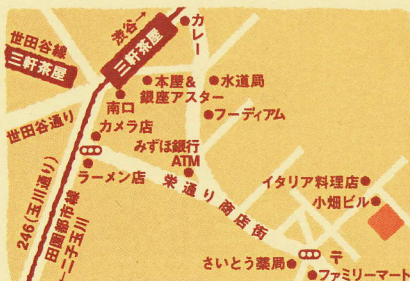 渋谷→
カレー
世田谷線
三軒茶屋
三軒茶屋
本屋&
銀座アスター
水道局
南口
フーディアム
世田谷通り
カメラ店
みずほ銀行
ATM
ラーメン店
栄通り商店街
イタリア料理店
小畑ビル
246(玉川通り)
田園都市線
←二子玉川
さいとう薬局
〒
ファミリーマート